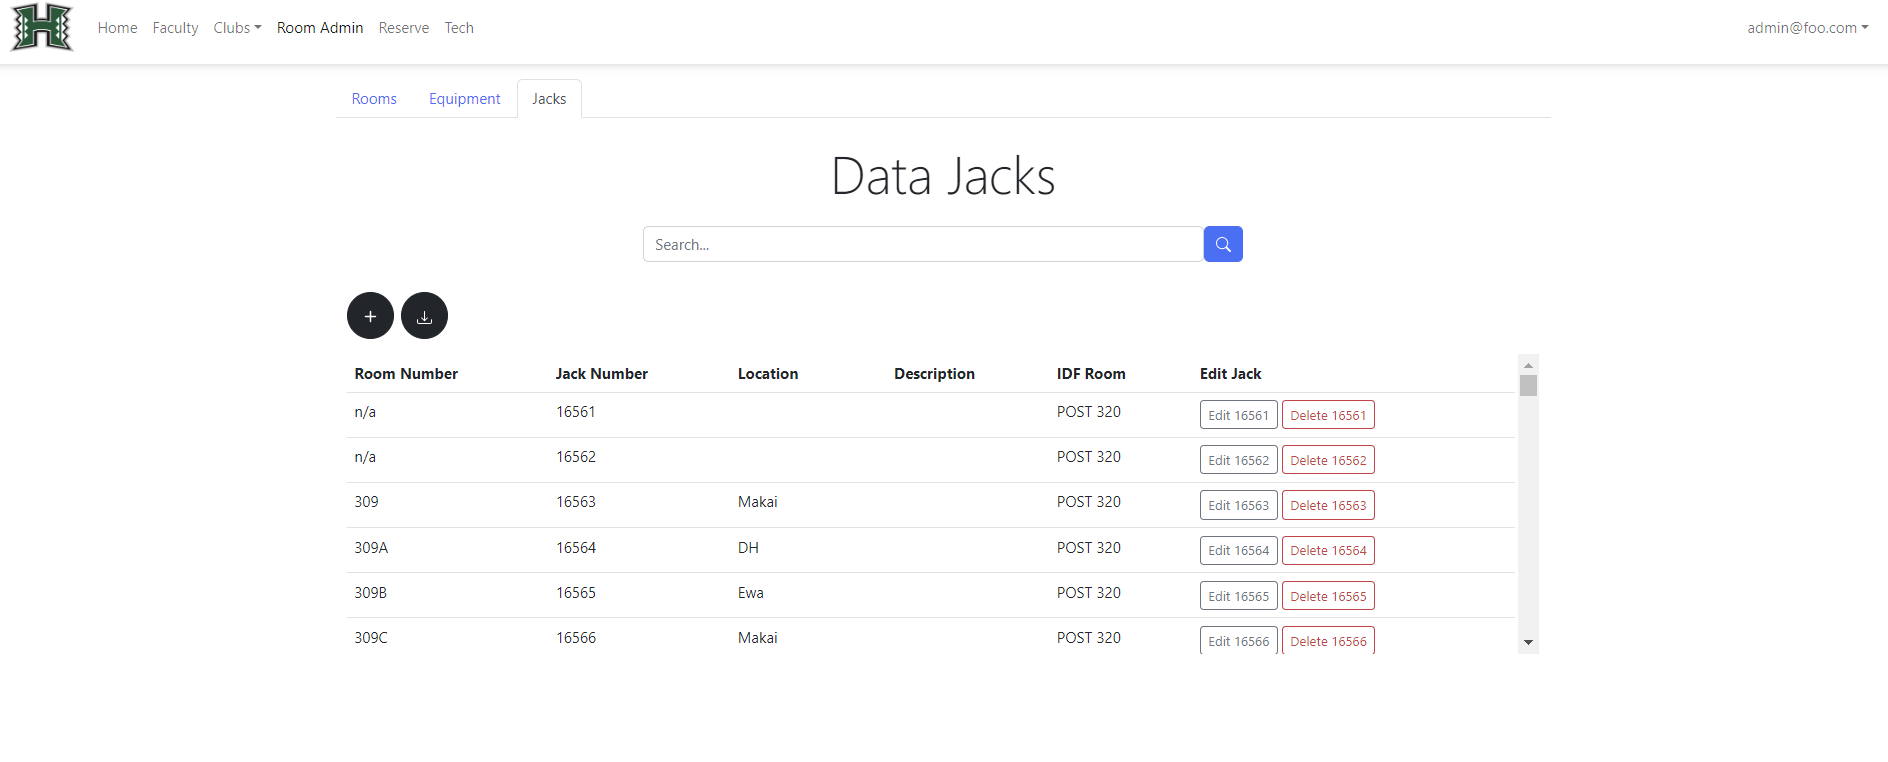 H
Home Faculty Clubs Room Admin Reserve Tech admin@foo.com
Rooms Equipment Jacks
Data Jacks
Search...
Room Number Jack Number Location Description IDF Room Edit Jack
n/a 16561 POST 320 Edit 16561 Delete 16561
n/a 16562 POST 320 Edit 16562 Delete 16562
309 16563 Makai POST 320 Edit 16563 Delete 16563
309A 16564 DH POST 320 Edit 16564 Delete 16564
309B 16565 Ewa POST 320 Edit 16565 Delete 16565
309C 16566 Makai POST 320 Edit 16566 Delete 16566